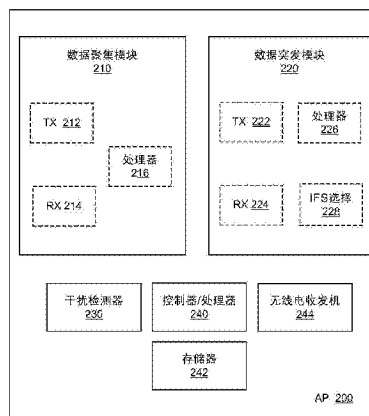 数据聚集模块
210
TX 212
处理器
216
RX 214
数据突发模块
220
TX 222
处理器
226
RX 224
IFS选择
228
干扰检测器
230
控制器/处理器
240
无线电收发机
244
存储器
242
AP 200